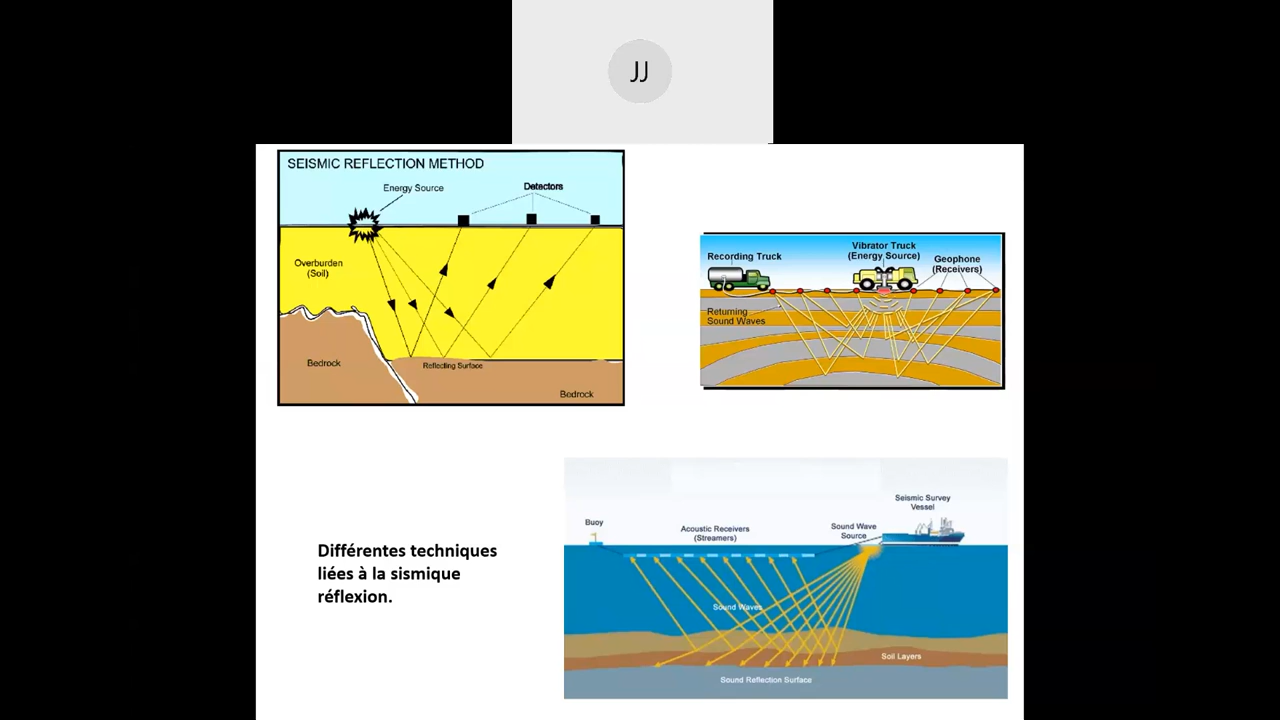 JJ
SEISMIC REFLECTION METHOD
Energy Source
Detectors
Overburden
(Soil)
Bedrock
Reflecting Surface
Bedrock
Recording Truck
Vibrator Truck
(Energy Source)
Geophone
(Receivers)
Returning
Sound Waves
Différentes techniques
liées à la sismique
réflexion.
Buoy
Acoustic Receivers
(Streamers)
Sound Wave
Source
Seismic Survey
Vessel
Sound Waves
Soil Layers
Sound Reflection Surface